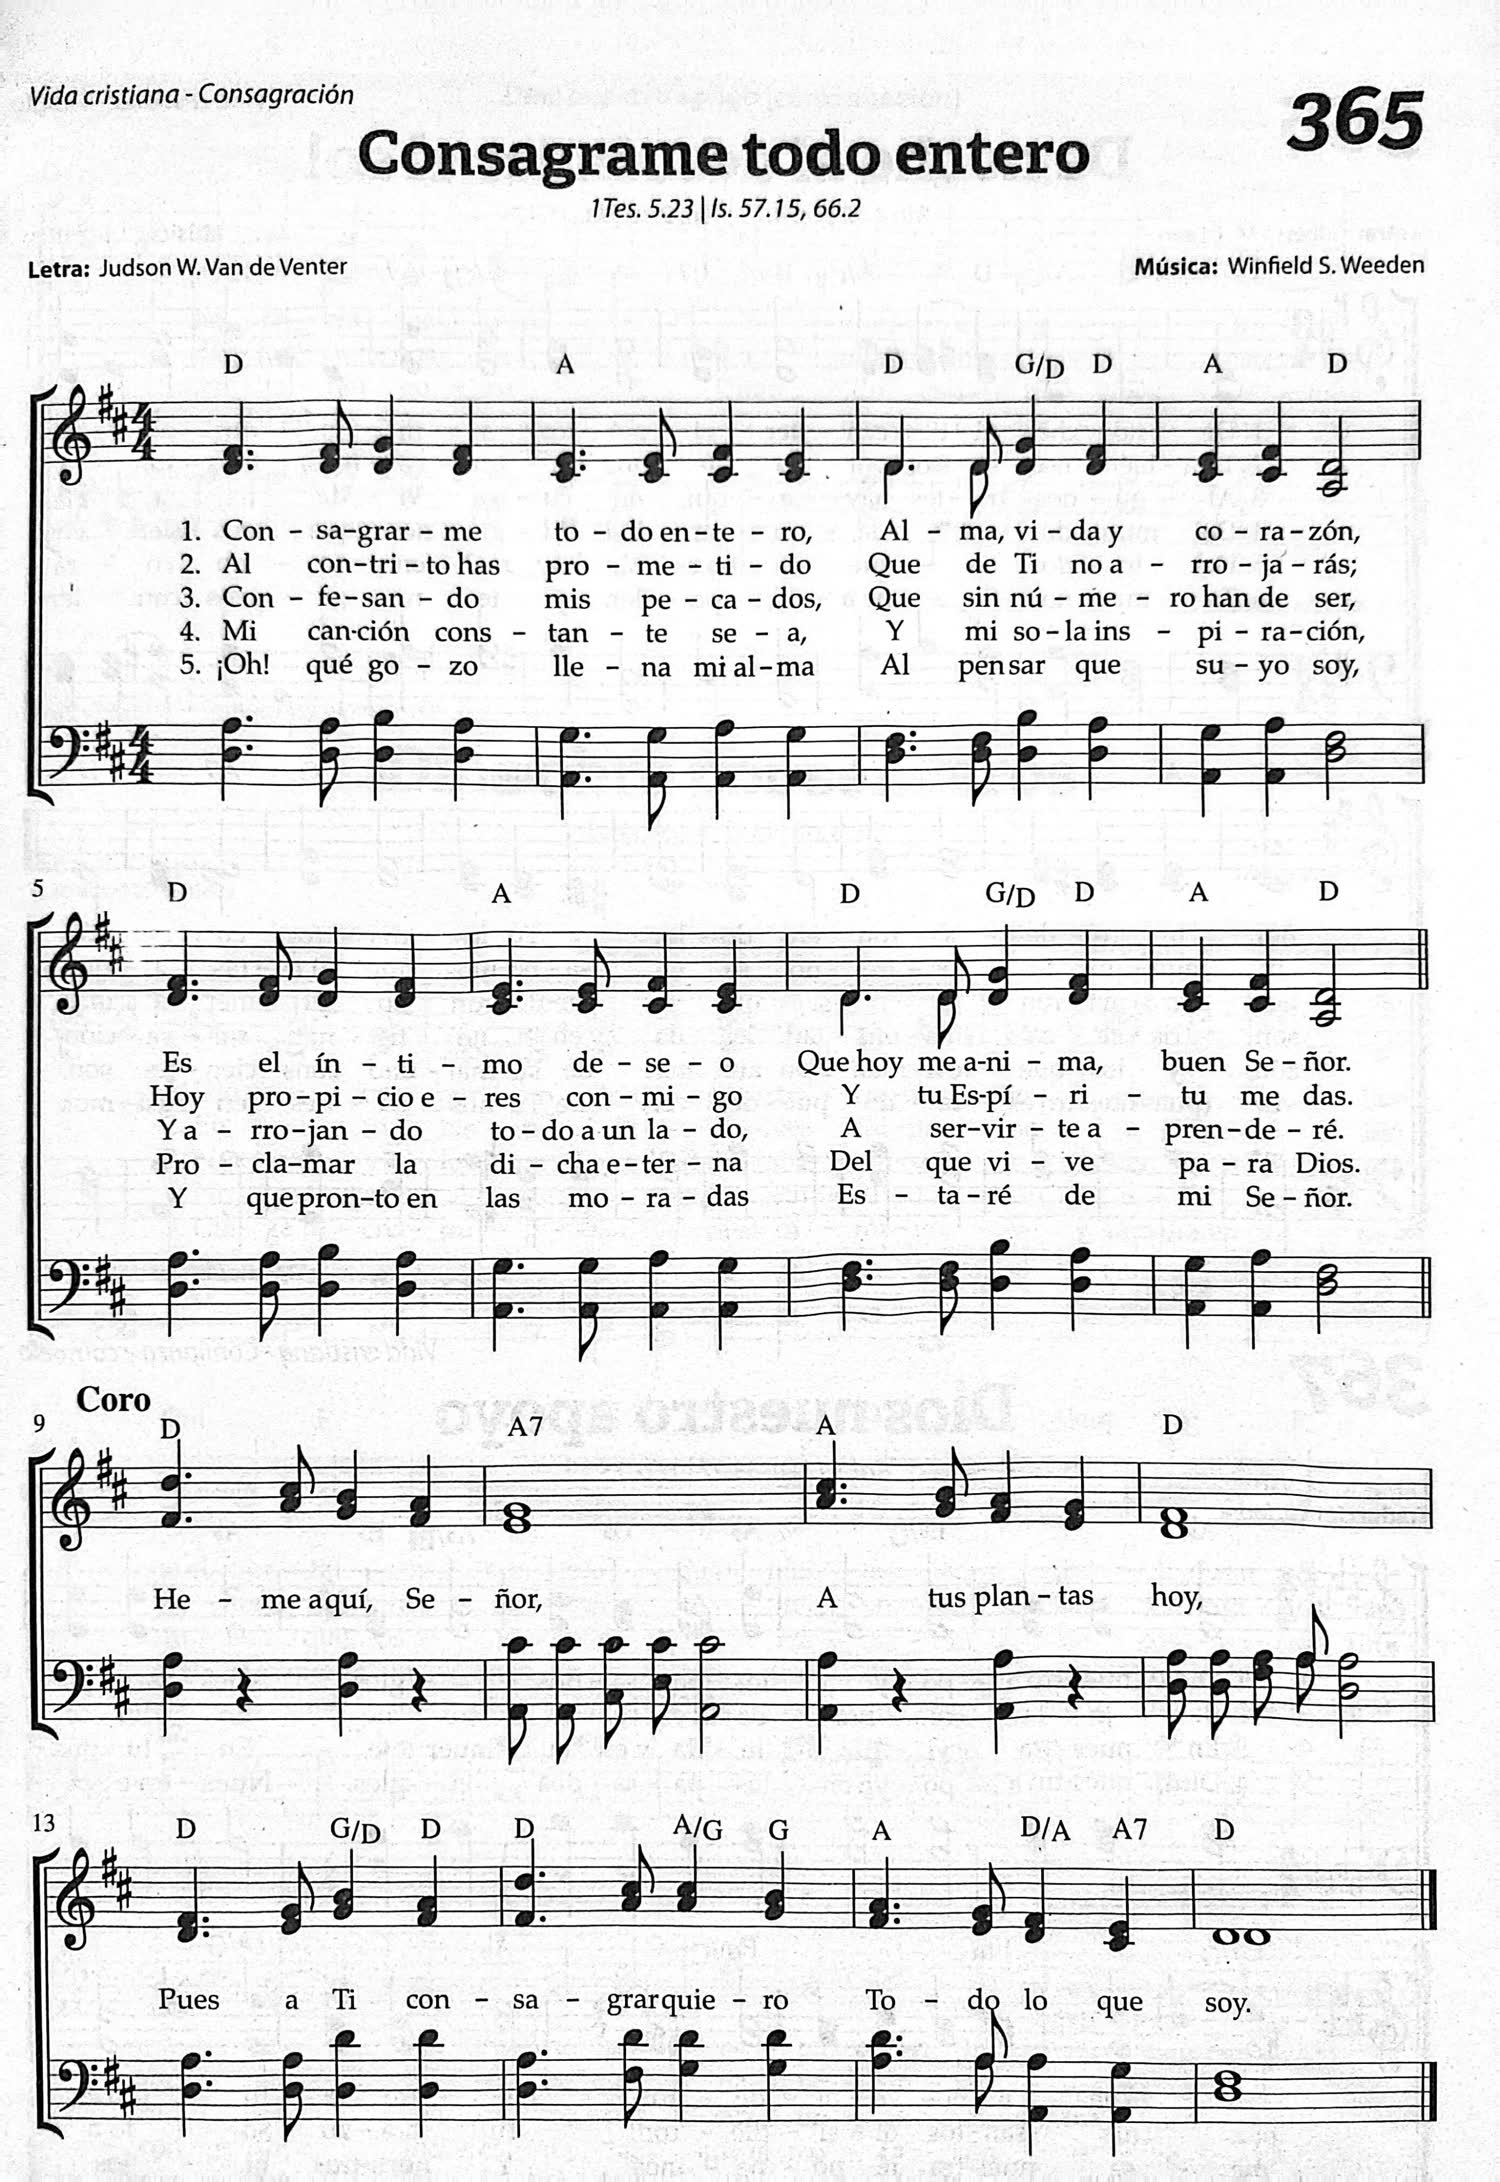 Vida cristiana - Consagración
365
Consagrame todo entero
1Tes. 5.23 | Is. 57.15, 66.2
Letra: Judson W. Van de Venter
Música: Winfield S. Weeden
D A D G/D D A D
1. Con - sa-grar-me to - do en-te - ro, Al - ma, vi-da y co-ra-zón,
2. Al con-tri-to has pro - me - ti - do Que de Ti no a - rro-ja-rás;
3. Con - fe-san - do mis pe - ca - dos, Que sin nú - me - ro han de ser,
4. Mi can-ción cons - tan - te se - a, Y mi so-la ins - pi - ra-ción,
5. ¡Oh! qué go - zo lle - na mi al-ma Al pensar que su - yo soy,
5 D A D G/D D A D
Es el ín - ti - mo de - se - o Que hoy me a-ni - ma, buen Se-ñor.
Hoy pro-pi-cio e - res con - mi - go Y tu Es-pí - ri - tu me das.
Y a - rro-jan - do to-do a un la-do, A ser-vir-te a - pren-de - ré.
Pro - cla-mar la di - cha e-ter-na Del que vi - ve pa - ra Dios.
Y que pron-to en las mo - ra - das Es - ta-ré de mi Se-ñor.
Coro
9 D A7 A D
He - me aquí, Se - ñor, A tus plan-tas hoy,
13 D G/D D D A/G G A D/A A7 D
Pues a Ti con - sa - grar quie - ro To - do lo que soy.